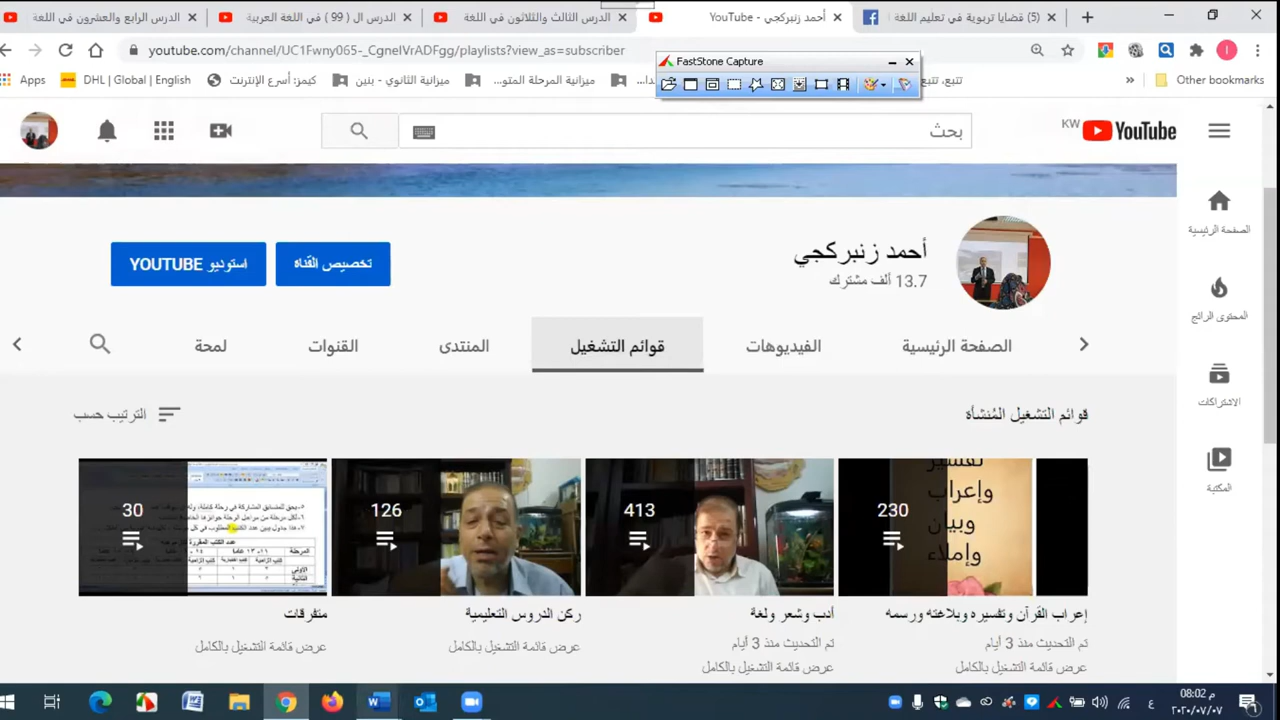 الدرس الرابع والعشرون في اللغة
الدرس ال ( 99 ) في اللغة العربية
الدرس الثالث والثلاثون في اللغة
أحمد زنبركجي - YouTube
(5) قضايا تربوية في تعليم اللغة
youtube.com/channel/UC1Fwny065-_CgneIVrADFgg/playlists?view_as=subscriber
FastStone Capture
Apps
DHL | Global | English
كيمز: أسرع الإنترنت
ميزانية الثانوي - بنين
ميزانية المرحلة المتو...
تتبع، تتبع
Other bookmarks
بحث
KW
YouTube
الصفحة الرئيسية
المحتوى الرائج
الاشتراكات
المكتبة
أحمد زنبركجي
13.7 ألف مشترك
تخصيص القناة
استوديو YOUTUBE
الصفحة الرئيسية
الفيديوهات
قوائم التشغيل
المنتدى
القنوات
لمحة
قوائم التشغيل المُنشأة
الترتيب حسب
وإعراب
وبيان
وإملاء
230
413
126
30
إعراب القرآن وتفسيره وبلاغته ورسمه
تم التحديث منذ 3 أيام
عرض قائمة التشغيل بالكامل
أدب وشعر ولغة
تم التحديث منذ 3 أيام
عرض قائمة التشغيل بالكامل
ركن الدروس التعليمية
عرض قائمة التشغيل بالكامل
متفرقات
عرض قائمة التشغيل بالكامل
ع
08:02 م
٢٠٢٠/٠٧/٠٧